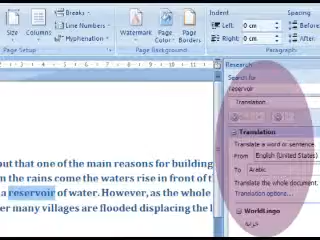 Size
Columns
Breaks
Line Numbers
Hyphenation
Page Setup
Watermark
Page Color
Page Borders
Page Background
Indent
Left: 0 cm
Right: 0 cm
Spacing
Before:
After:
Paragraph
Research
Search for
reservoir
Translation
Back
Translation
Translate a word or sentence
From English (United States)
To Arabic
Translate the whole document.
Translation options...
WorldLingo
خزانة
out that one of the main reasons for building
n the rains come the waters rise in front of t
a reservoir of water. However, as the whole
er many villages are flooded displacing the l